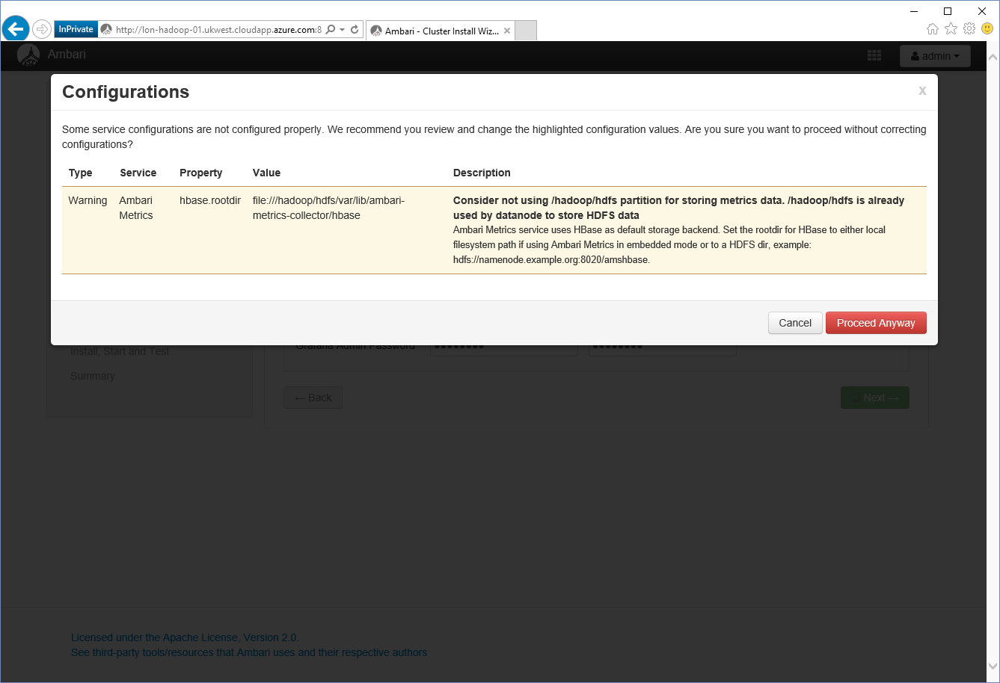 InPrivate
http://lon-hadoop-01.ukwest.cloudapp.azure.com:8
Ambari - Cluster Install Wiz...
Ambari
admin
Configurations
x
Some service configurations are not configured properly. We recommend you review and change the highlighted configuration values. Are you sure you want to proceed without correcting
configurations?
Type Service Property Value Description
Warning Ambari hbase.rootdir file:///hadoop/hdfs/var/lib/ambari- Consider not using /hadoop/hdfs partition for storing metrics data. /hadoop/hdfs is already
Metrics metrics-collector/hbase used by datanode to store HDFS data
Ambari Metrics service uses HBase as default storage backend. Set the rootdir for HBase to either local
filesystem path if using Ambari Metrics in embedded mode or to a HDFS dir, example:
hdfs://namenode.example.org:8020/amshbase.
Cancel Proceed Anyway
Grafana Admin Password
Install, Start and Test
Summary
← Back
Next →
Licensed under the Apache License, Version 2.0.
See third-party tools/resources that Ambari uses and their respective authors